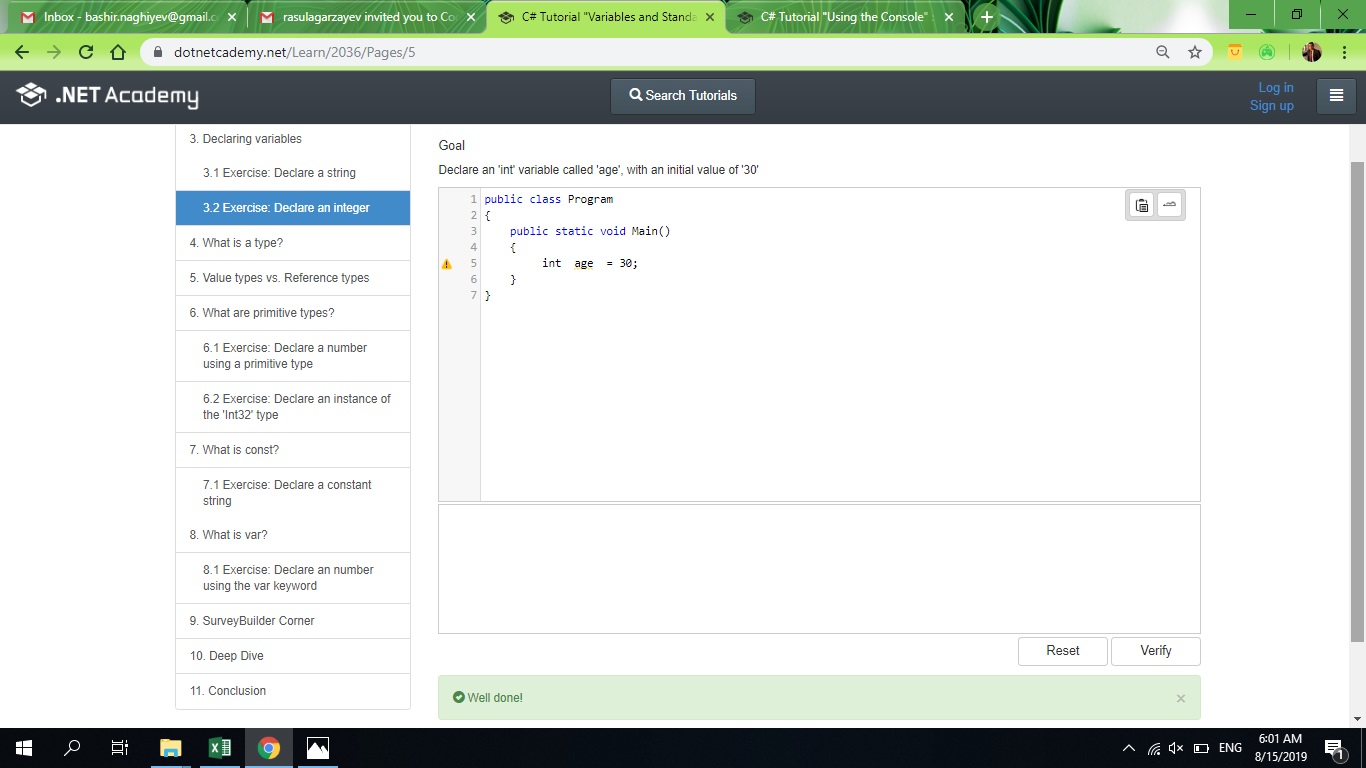 Inbox - bashir.naghiyev@gmail.c
rasulagarzayev invited you to Co
C# Tutorial "Variables and Standa
C# Tutorial "Using the Console"
dotnetcademy.net/Learn/2036/Pages/5
.NET Academy
Search Tutorials
Log in
Sign up
3. Declaring variables
3.1 Exercise: Declare a string
3.2 Exercise: Declare an integer
4. What is a type?
5. Value types vs. Reference types
6. What are primitive types?
6.1 Exercise: Declare a number
using a primitive type
6.2 Exercise: Declare an instance of
the 'Int32' type
7. What is const?
7.1 Exercise: Declare a constant
string
8. What is var?
8.1 Exercise: Declare an number
using the var keyword
9. SurveyBuilder Corner
10. Deep Dive
11. Conclusion
Goal
Declare an 'int' variable called 'age', with an initial value of '30'
1 public class Program
2 {
3     public static void Main()
4     {
5          int  age  = 30;
6     }
7 }
Reset
Verify
Well done!
ENG
6:01 AM
8/15/2019
1